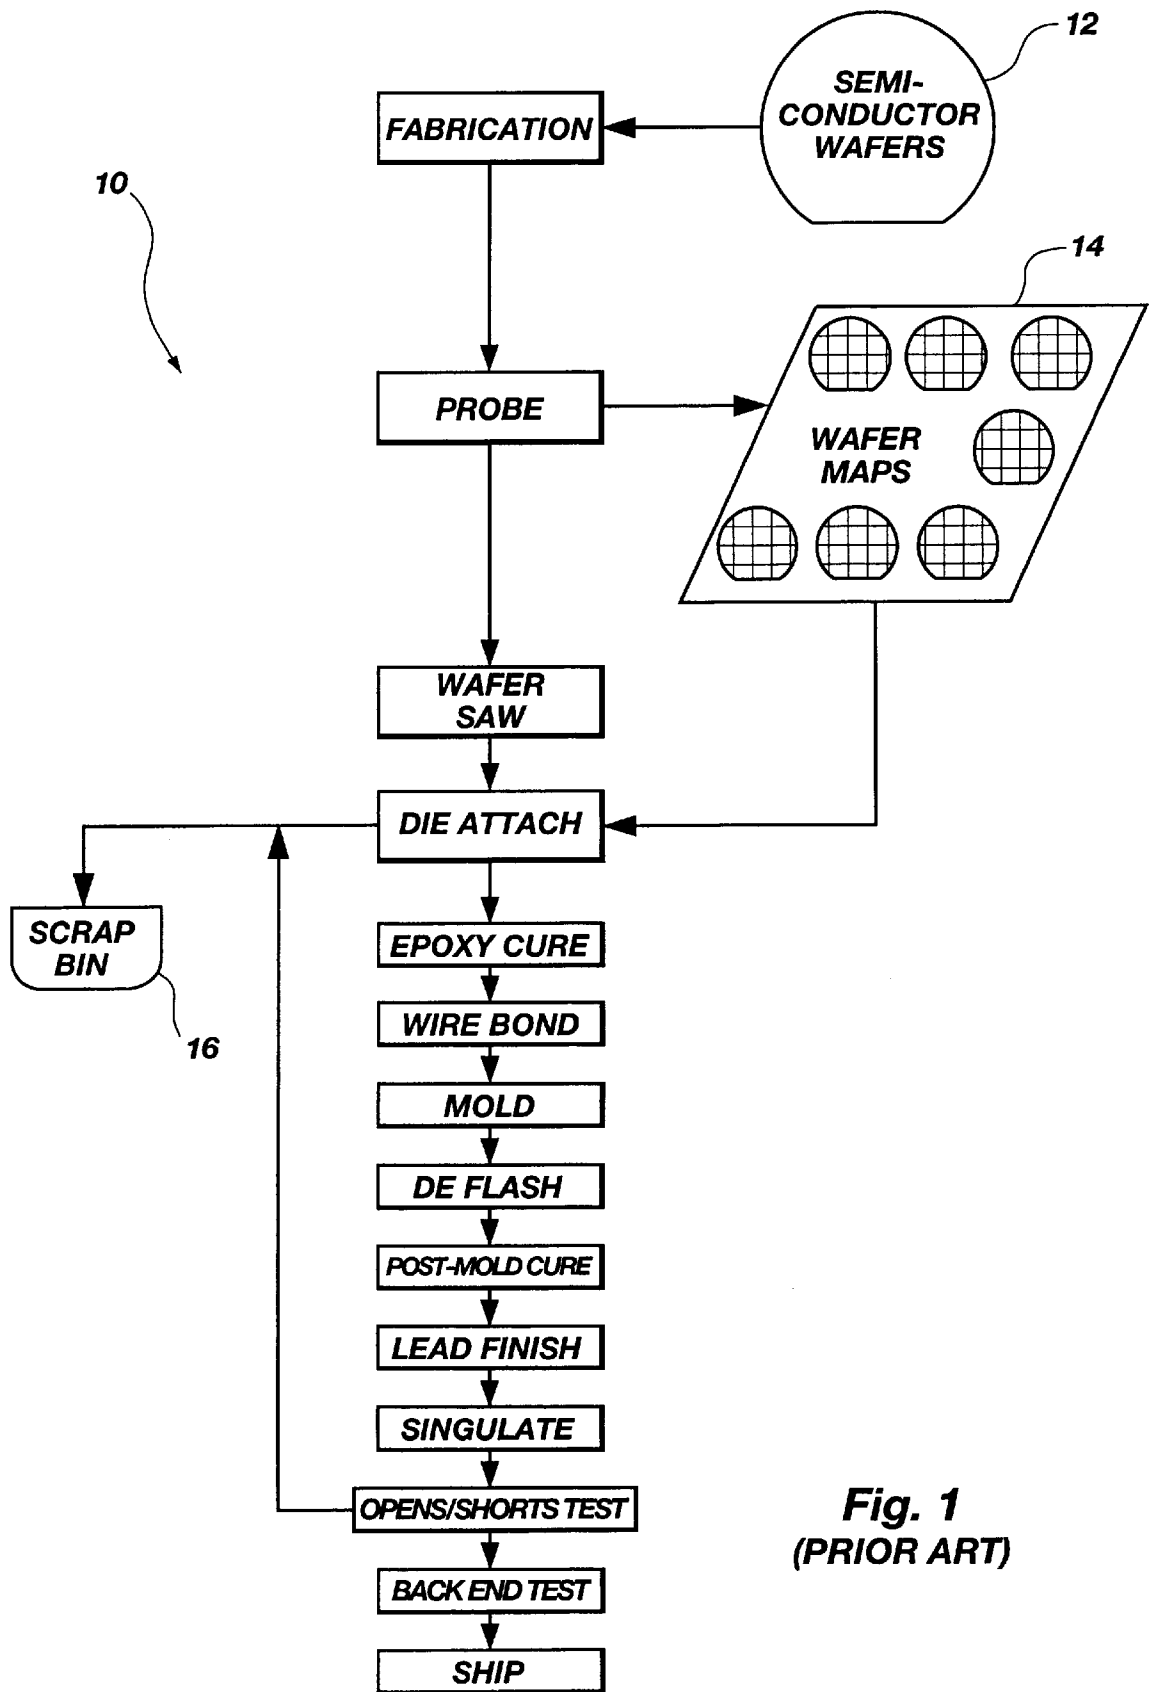 12
SEMI-
CONDUCTOR
WAFERS
FABRICATION
10
14
PROBE
WAFER
MAPS
WAFER
SAW
DIE ATTACH
SCRAP
BIN
EPOXY CURE
16
WIRE BOND
MOLD
DE FLASH
POST-MOLD CURE
LEAD FINISH
SINGULATE
OPENS/SHORTS TEST
Fig. 1
(PRIOR ART)
BACK END TEST
SHIP